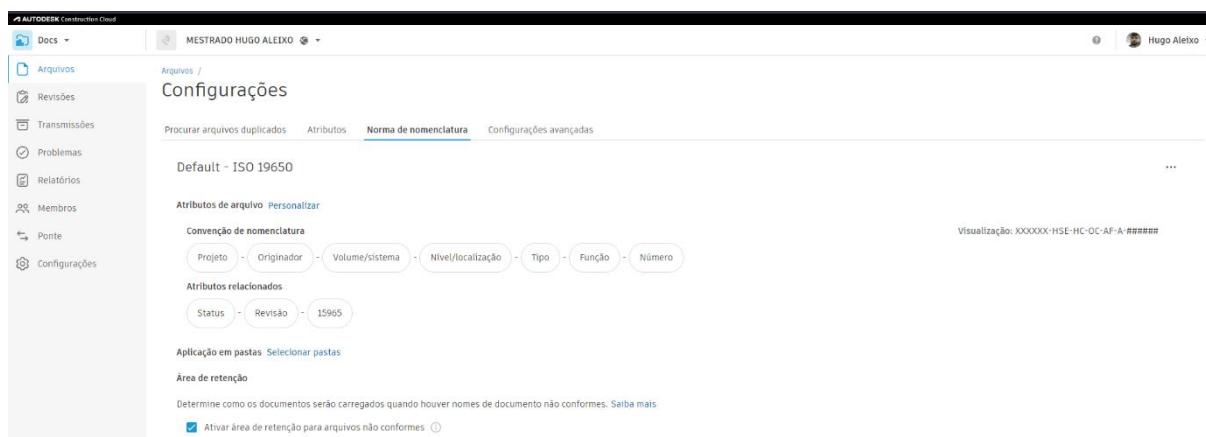 AUTODESK Construction Cloud
Docs
MESTRADO HUGO ALEIXO
Hugo Aleixo
Arquivos
Revisões
Transmissões
Problemas
Relatórios
Membros
Ponte
Configurações
Arquivos /
Configurações
Procurar arquivos duplicados Atributos Norma de nomenclatura Configurações avançadas
Default - ISO 19650
...
Atributos de arquivo Personalizar
Convenção de nomenclatura
Visualização: XXXXXX-HSE-HC-OC-AF-A-######
Projeto - Originador - Volume/sistema - Nível/localização - Tipo - Função - Número
Atributos relacionados
Status - Revisão - 15965
Aplicação em pastas Selecionar pastas
Área de retenção
Determine como os documentos serão carregados quando houver nomes de documento não conformes. Saiba mais
Ativar área de retenção para arquivos não conformes